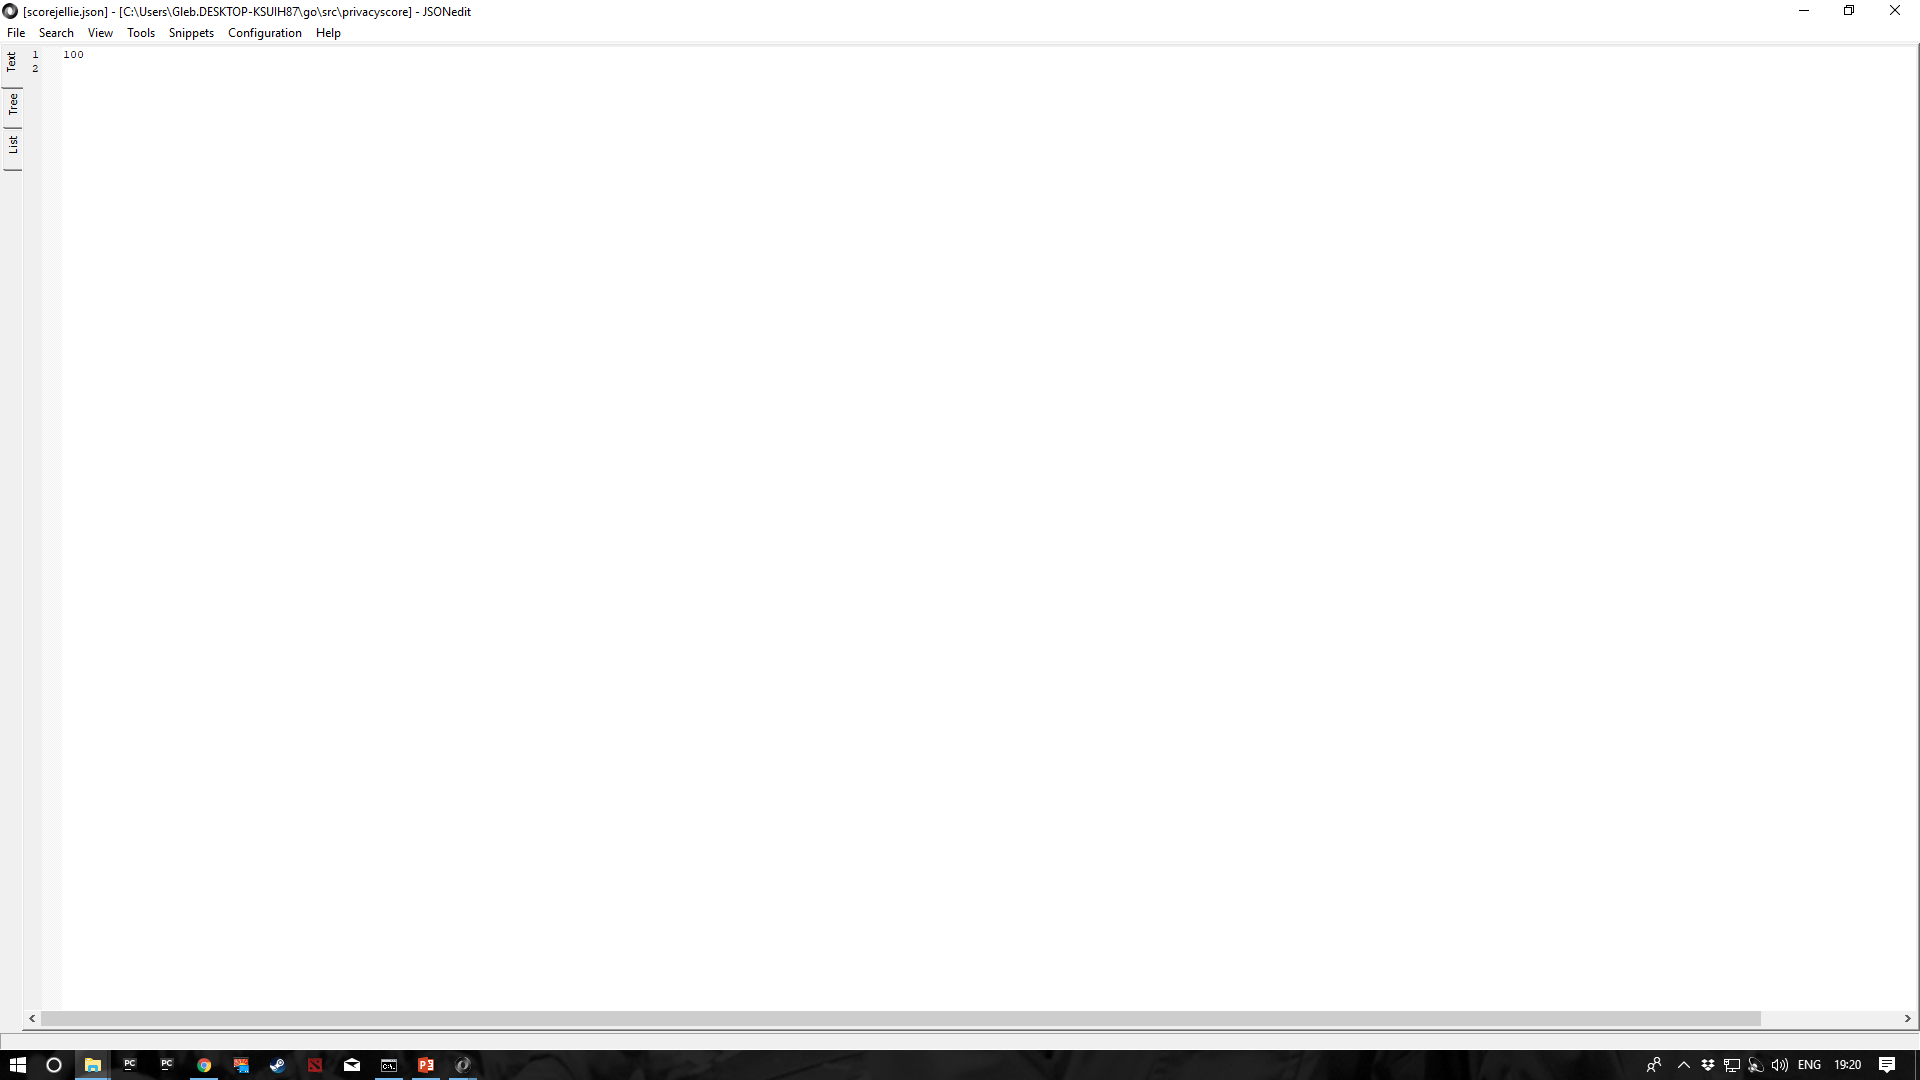 [scorejellie.json] - [C:\Users\Gleb.DESKTOP-KSUIH87\go\src\privacyscore] - JSONedit
File Search View Tools Snippets Configuration Help
Text
Tree
List
1 100
2
PC PC C:\_ P3 ENG 19:20